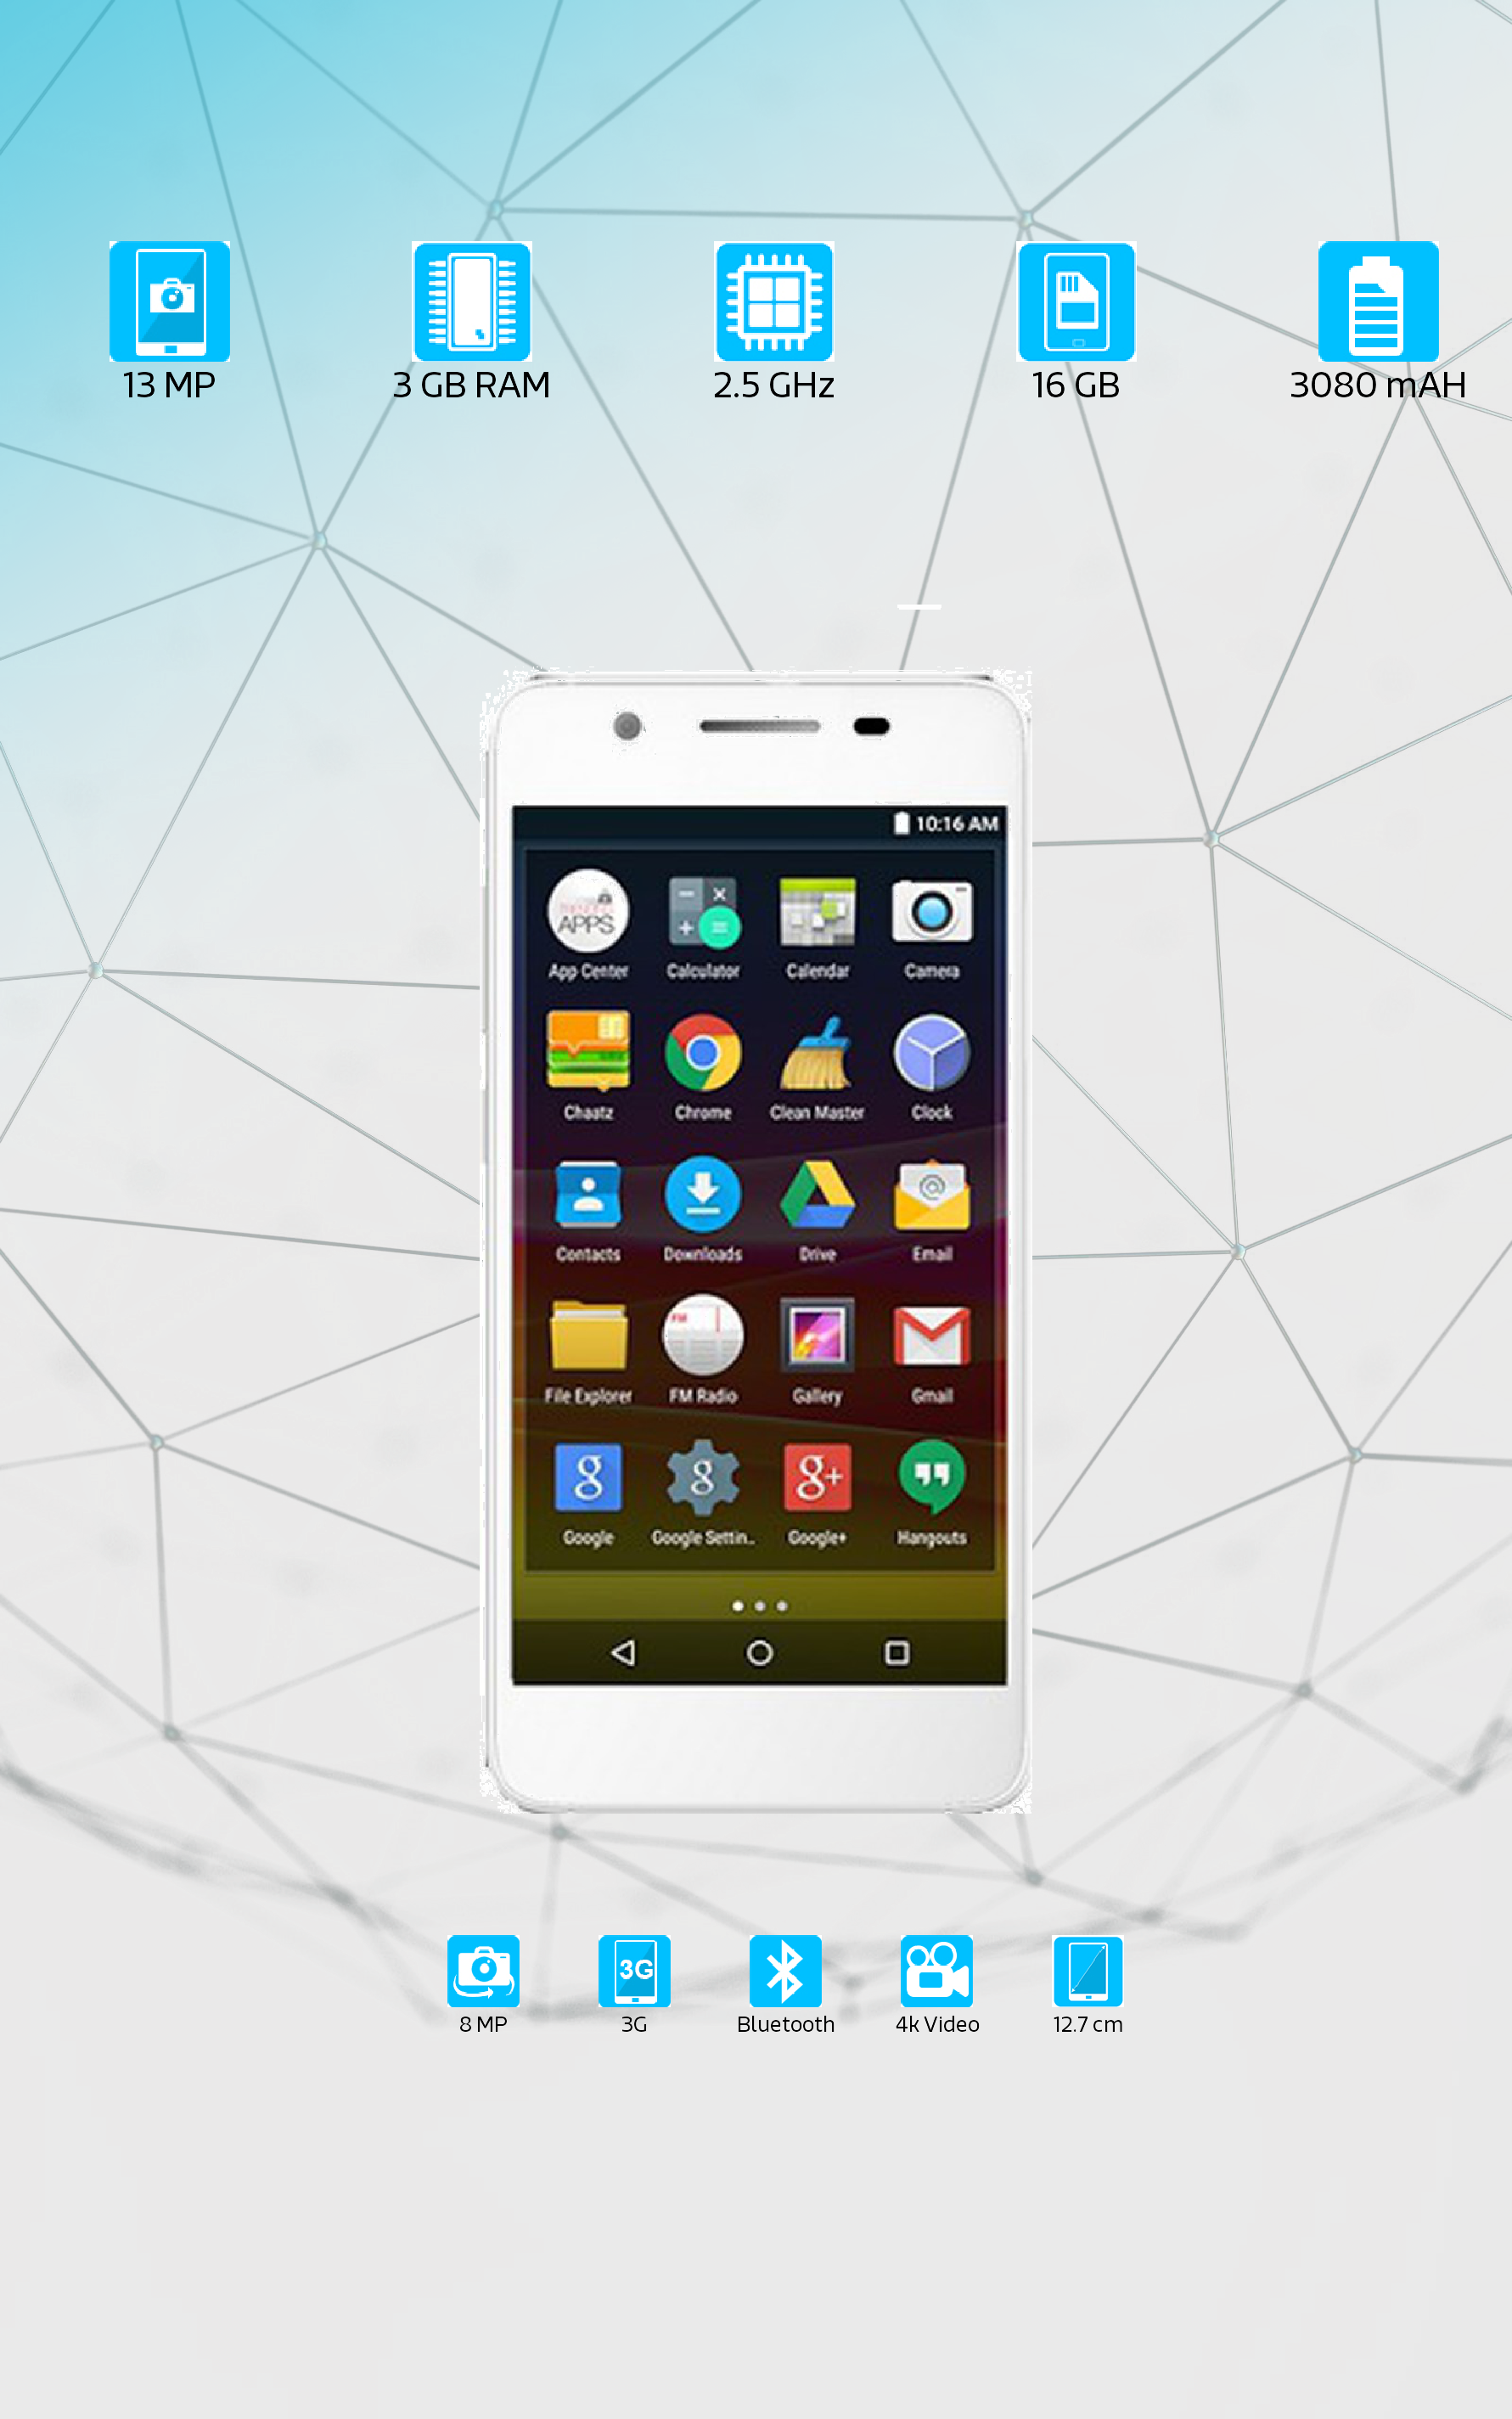 13 MP
3 GB RAM
2.5 GHz
16 GB
3080 mAH
10:16 AM
APPS
App Center
Calculator
Calendar
Camera
Chaatz
Chrome
Clean Master
Clock
Contacts
Downloads
Drive
Email
FM
File Explorer
FM Radio
Gallery
Gmail
g
g
g+
Google
Google Settin..
Google+
Hangouts
3G
8 MP
3G
Bluetooth
4k Video
12.7 cm